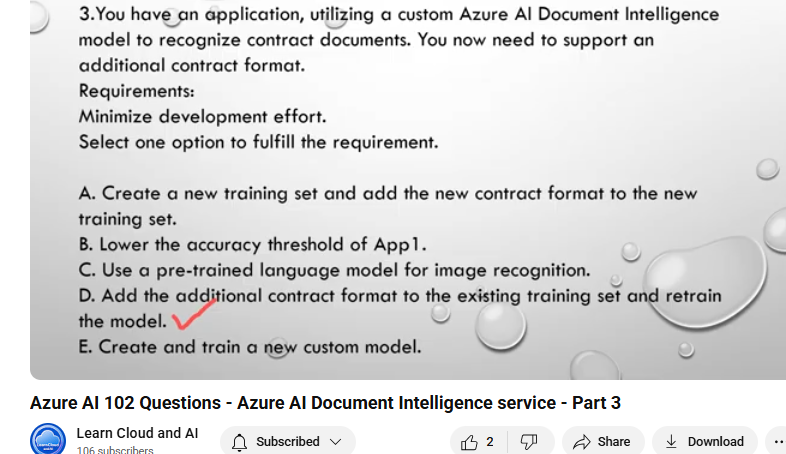 3.You have an application, utilizing a custom Azure AI Document Intelligence
model to recognize contract documents. You now need to support an
additional contract format.
Requirements:
Minimize development effort.
Select one option to fulfill the requirement.
A. Create a new training set and add the new contract format to the new
training set.
B. Lower the accuracy threshold of App1.
C. Use a pre-trained language model for image recognition.
D. Add the additional contract format to the existing training set and retrain
the model.
E. Create and train a new custom model.
Azure AI 102 Questions - Azure AI Document Intelligence service - Part 3
Learn Cloud and AI
106 subscribers
Subscribed
2
Share
Download